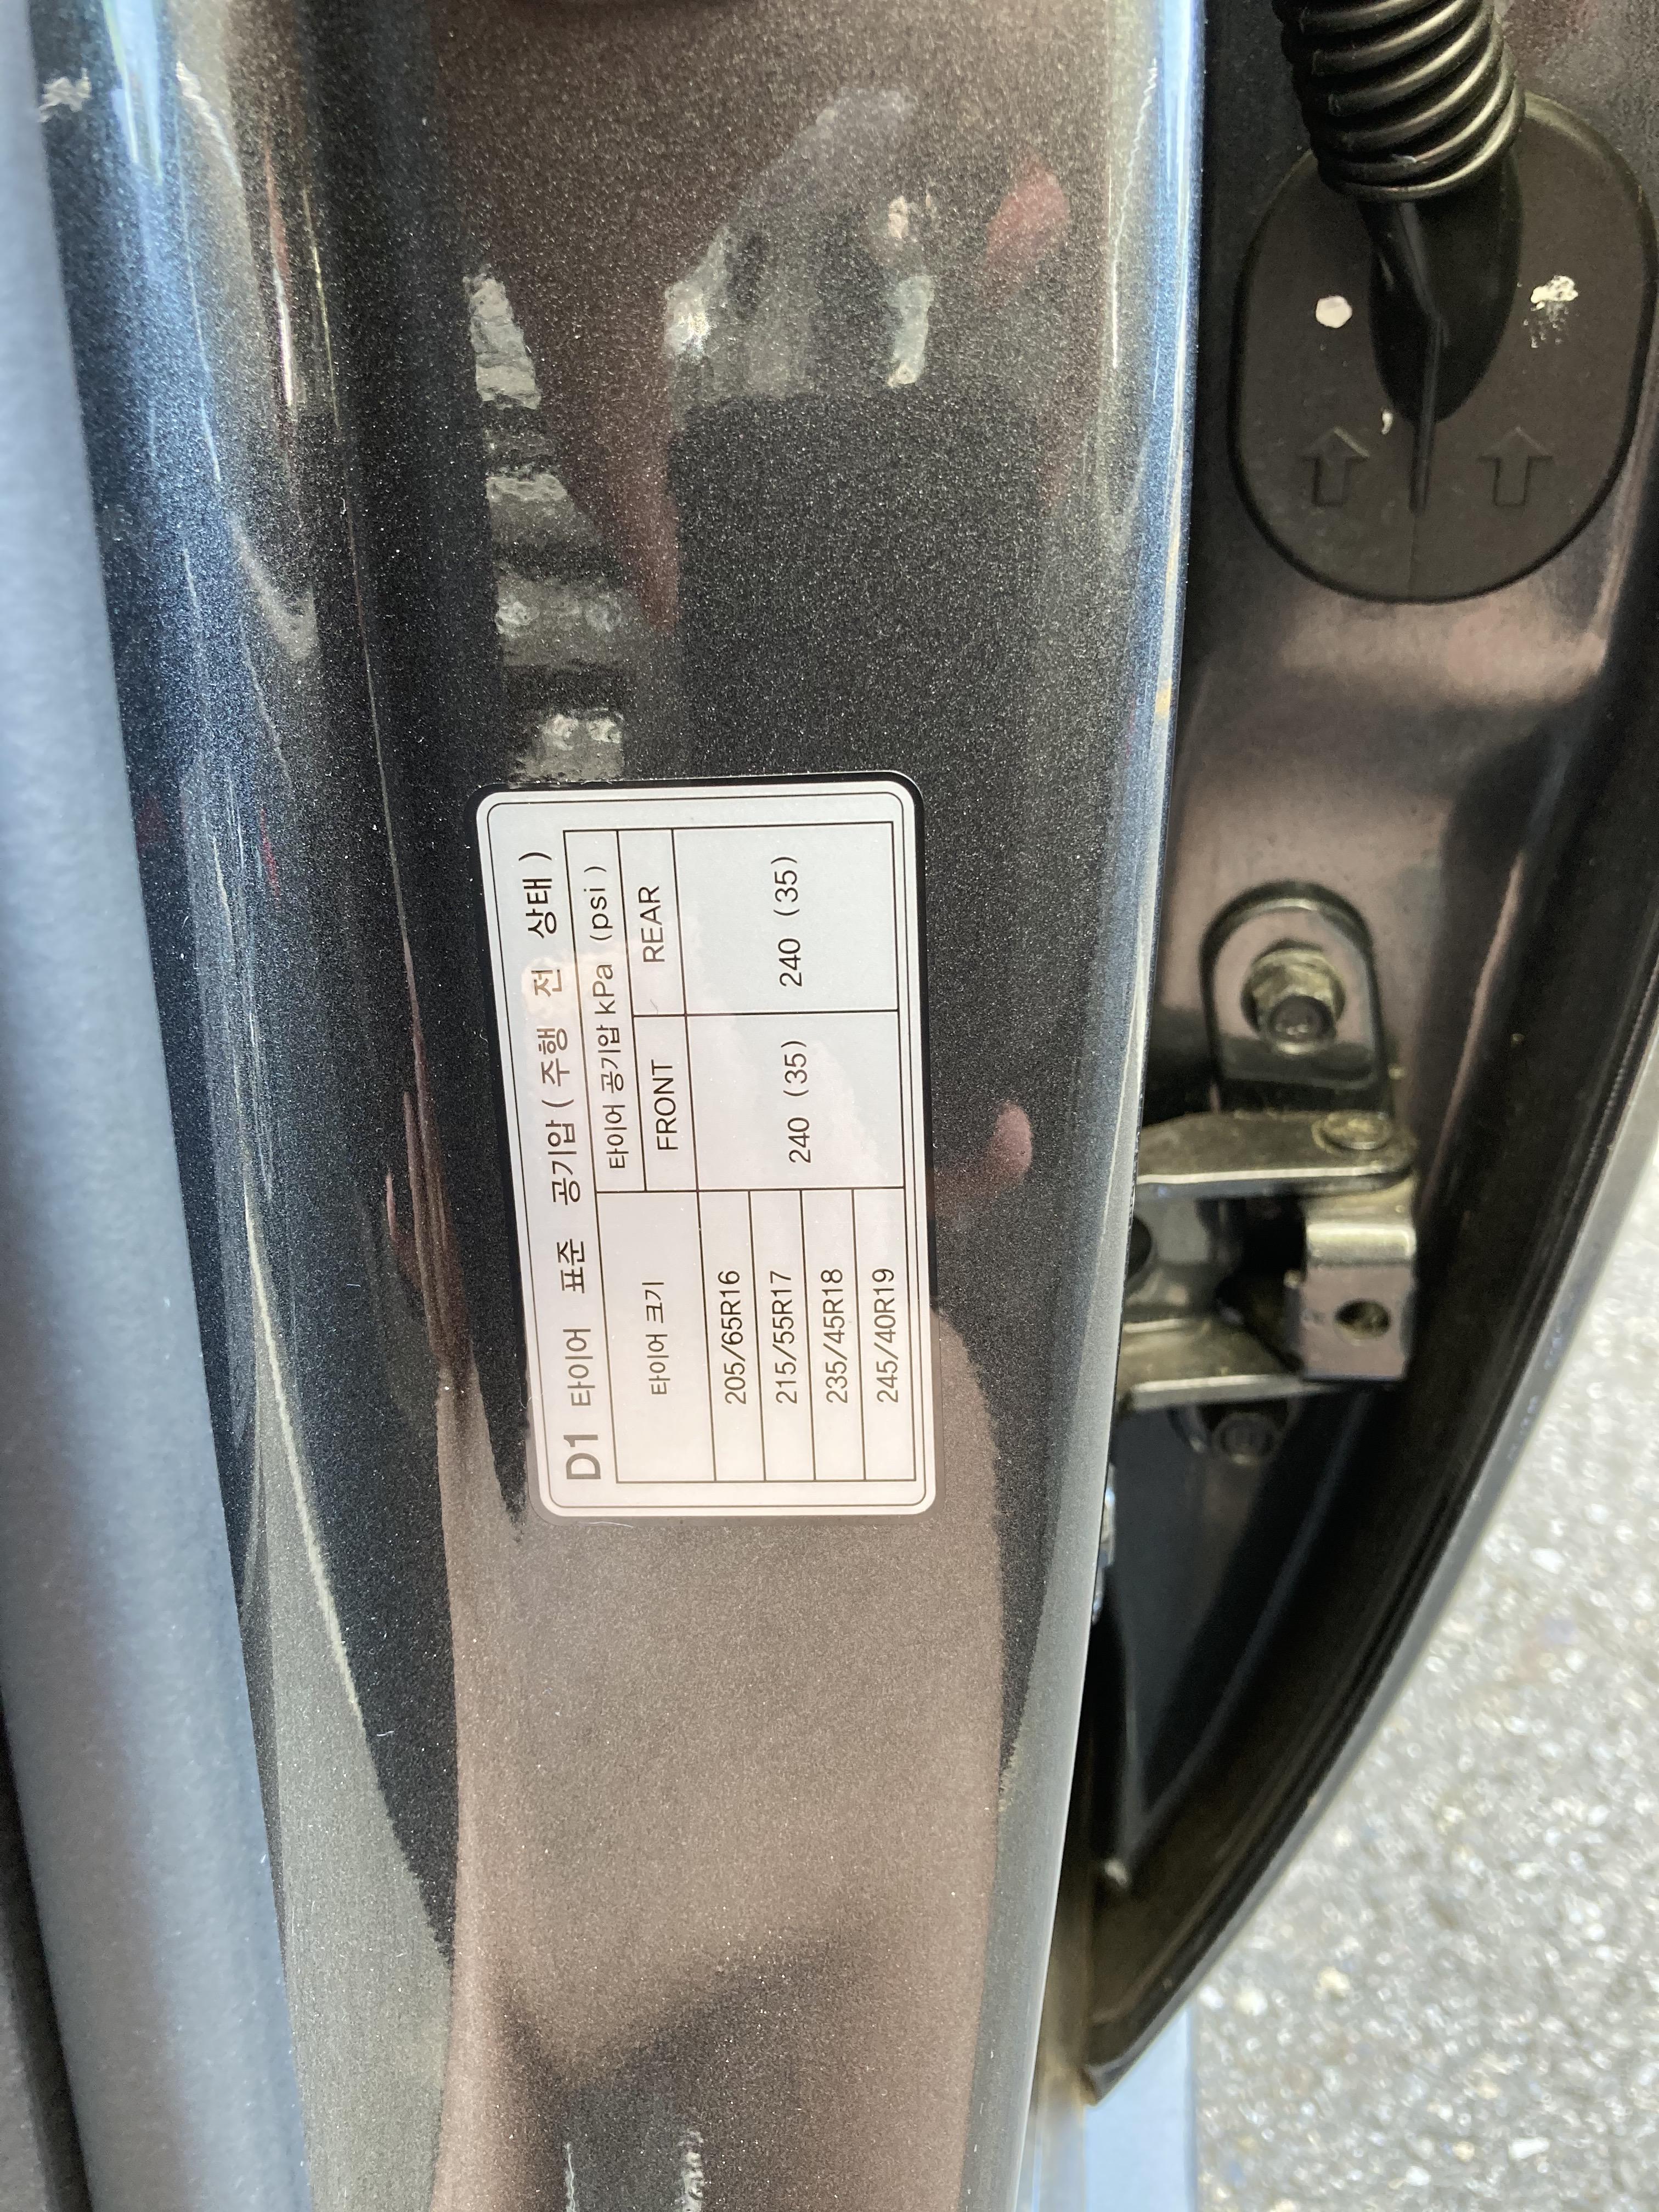 D1 타이어 표준 공기압 (주행 전 상태)
타이어 크기
타이어 공기압 kPa (psi)
FRONT
REAR
205/65R16
215/55R17
235/45R18
245/40R19
240 (35)
240 (35)